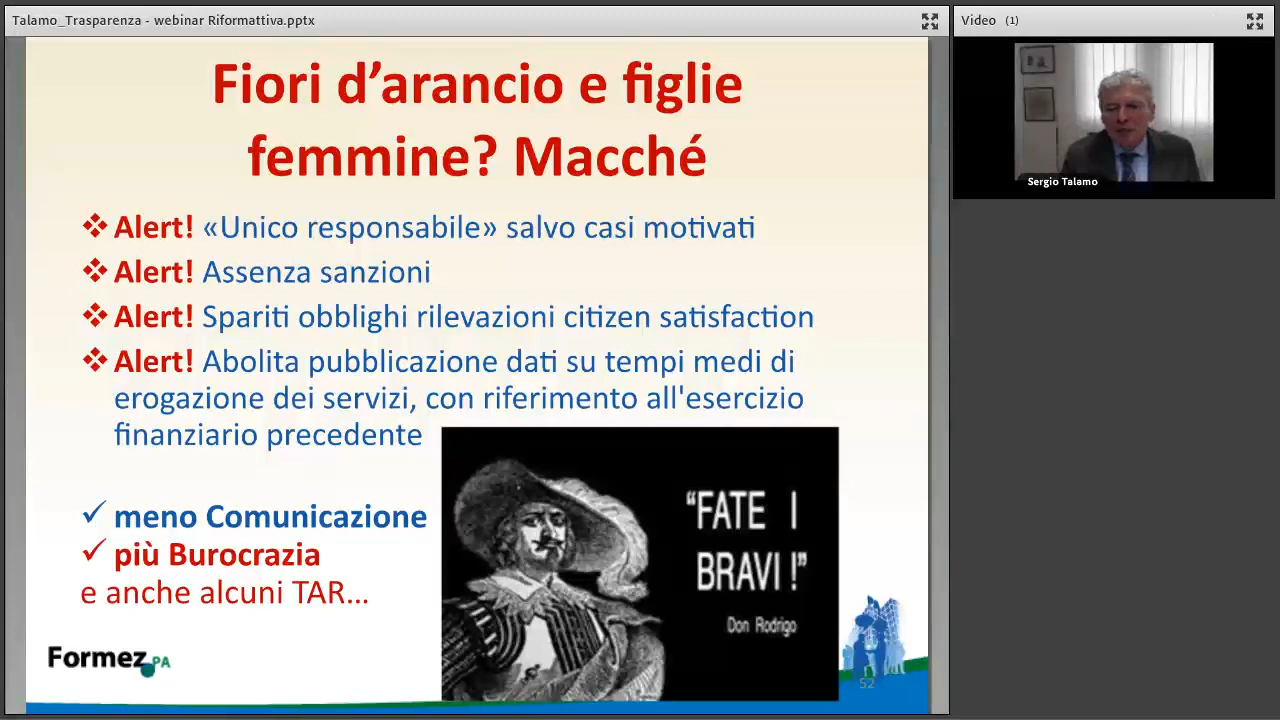 Talamo_Trasparenza - webinar Riformattiva.pptx
Video (1)
Sergio Talamo
Fiori d’arancio e figlie
femmine? Macché
Alert! «Unico responsabile» salvo casi motivati
Alert! Assenza sanzioni
Alert! Spariti obblighi rilevazioni citizen satisfaction
Alert! Abolita pubblicazione dati su tempi medi di
erogazione dei servizi, con riferimento all'esercizio
finanziario precedente
meno Comunicazione
più Burocrazia
e anche alcuni TAR...
“FATE I
BRAVI !”
Don Rodrigo
Formez PA
52